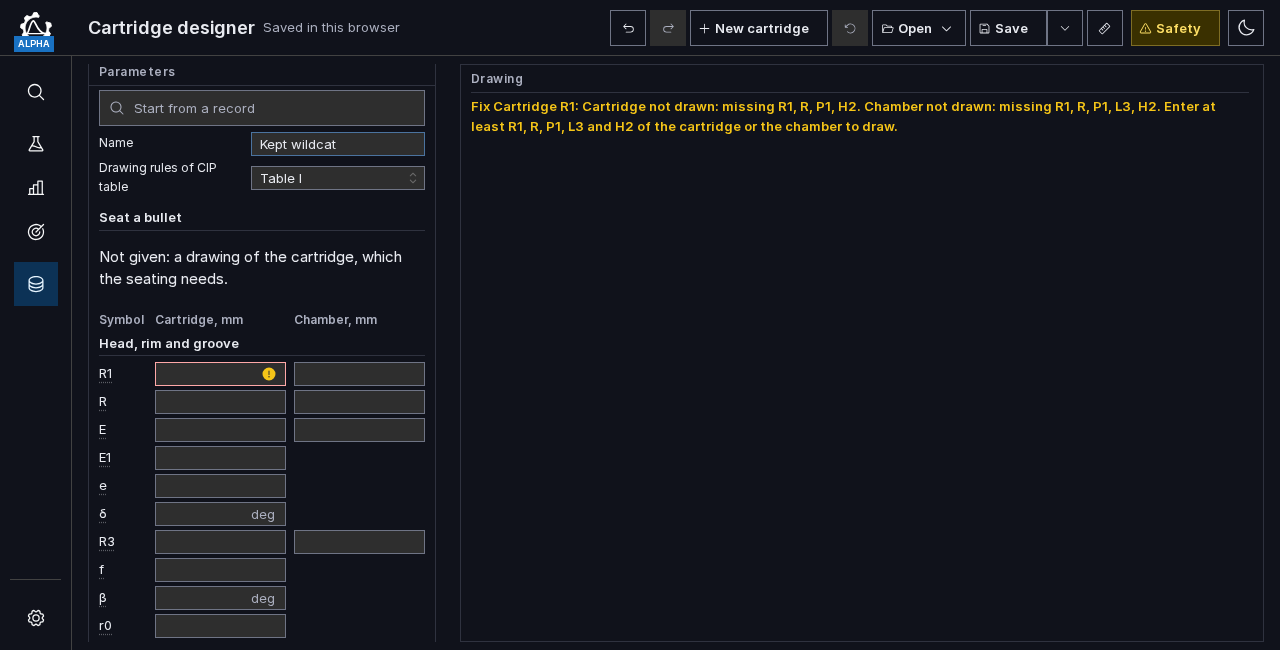 ALPHA
Cartridge designer
Saved in this browser
New cartridge
Open
Save
Safety
Parameters
Start from a record
Name
Kept wildcat
Drawing rules of CIP table
Table I
Seat a bullet
Not given: a drawing of the cartridge, which
the seating needs.
Symbol Cartridge, mm Chamber, mm
Head, rim and groove
R1
R
E
E1
e
δ deg
R3
f
β deg
r0
Drawing
Fix Cartridge R1: Cartridge not drawn: missing R1, R, P1, H2. Chamber not drawn: missing R1, R, P1, L3, H2. Enter at
least R1, R, P1, L3 and H2 of the cartridge or the chamber to draw.